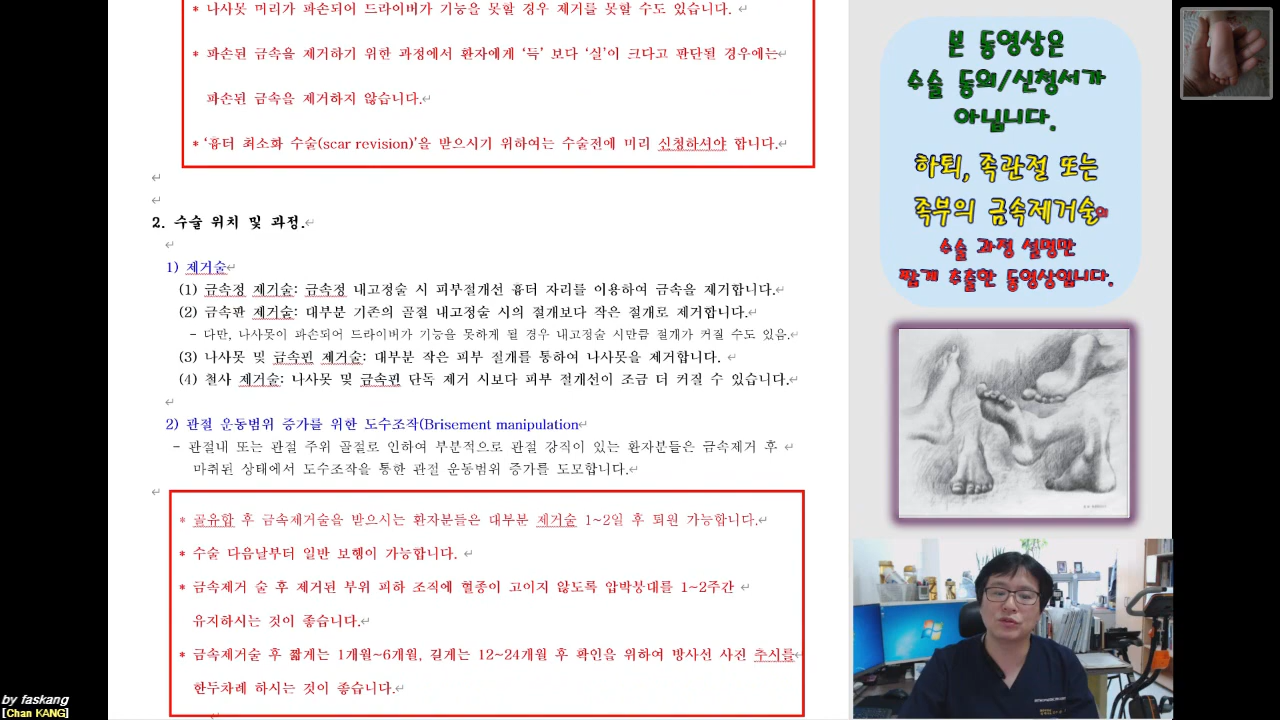 * 나사못 미리가 파손되어 드라이버가 기능을 못할 경우 제거를 못할 수도 있습니다.
* 파손된 금속을 제거하기 위한 과정에서 환자에게 ‘득’ 보다 ‘실’이 크다고 판단될 경우에는
파손된 금속을 제거하지 않습니다.
* ‘흉터 최소화 수술(scar revision)’을 받으시기 위하여는 수술전에 미리 신청하셔야 합니다.
2. 수술 위치 및 과정.
1) 제거술
(1) 금속정 제거술: 금속정 내고정술 시 피부절개선 흉터 자리를 이용하여 금속을 제거합니다.
(2) 금속판 제거술: 대부분 기존의 골절 내고정술 시의 절개보다 작은 절개로 제거합니다.
- 다만, 나사못이 파손되어 드라이버가 기능을 못하게 될 경우 내고정술 시만큼 절개가 커질 수도 있음.
(3) 나사못 및 금속핀 제거술: 대부분 작은 피부 절개를 통하여 나사못을 제거합니다.
(4) 철사 제거술: 나사못 및 금속핀 단독 제거 시보다 피부 절개선이 조금 더 커질 수 있습니다.
2) 관절 운동범위 증가를 위한 도수조작(Brisement manipulation
- 관절내 또는 관절 주위 골절로 인하여 부분적으로 관절 강직이 있는 환자분들은 금속제거 후
마취된 상태에서 도수조작을 통한 관절 운동범위 증가를 도모합니다.
* 골유합 후 금속제거술을 받으시는 환자분들은 대부분 제거술 1~2일 후 퇴원 가능합니다.
* 수술 다음날부터 일반 보행이 가능합니다.
* 금속제거 술 후 제거된 부위 피하 조직에 혈종이 고이지 않도록 압박붕대를 1~2주간
유지하시는 것이 좋습니다.
* 금속제거술 후 짧게는 1개월~6개월, 길게는 12~24개월 후 확인을 위하여 방사선 사진 추시를
한두차례 하시는 것이 좋습니다.
본 동영상은
수술 동의/신청서가
아닙니다.
하퇴, 족관절 또는
족부의 금속제거술의
수술 과정 설명만
짧게 추출한 동영상입니다.
by faskang
[Chan KANG]